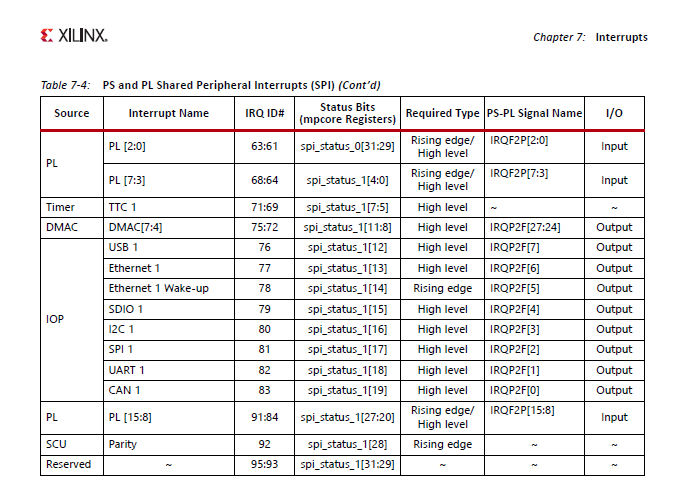 XILINX
Chapter 7: Interrupts
Table 7-4: PS and PL Shared Peripheral Interrupts (SPI) (Cont'd)
Source Interrupt Name IRQ ID# Status Bits (mpcore Registers) Required Type PS-PL Signal Name I/O
PL PL [2:0] 63:61 spi_status_0[31:29] Rising edge/ High level IRQF2P[2:0] Input
PL [7:3] 68:64 spi_status_1[4:0] Rising edge/ High level IRQF2P[7:3] Input
Timer TTC 1 71:69 spi_status_1[7:5] High level ~ ~
DMAC DMAC[7:4] 75:72 spi_status_1[11:8] High level IRQP2F[27:24] Output
IOP USB 1 76 spi_status_1[12] High level IRQP2F[7] Output
Ethernet 1 77 spi_status_1[13] High level IRQP2F[6] Output
Ethernet 1 Wake-up 78 spi_status_1[14] Rising edge IRQP2F[5] Output
SDIO 1 79 spi_status_1[15] High level IRQP2F[4] Output
I2C 1 80 spi_status_1[16] High level IRQP2F[3] Output
SPI 1 81 spi_status_1[17] High level IRQP2F[2] Output
UART 1 82 spi_status_1[18] High level IRQP2F[1] Output
CAN 1 83 spi_status_1[19] High level IRQP2F[0] Output
PL PL [15:8] 91:84 spi_status_1[27:20] Rising edge/ High level IRQF2P[15:8] Input
SCU Parity 92 spi_status_1[28] Rising edge ~ ~
Reserved ~ 95:93 spi_status_1[31:29] ~ ~ ~